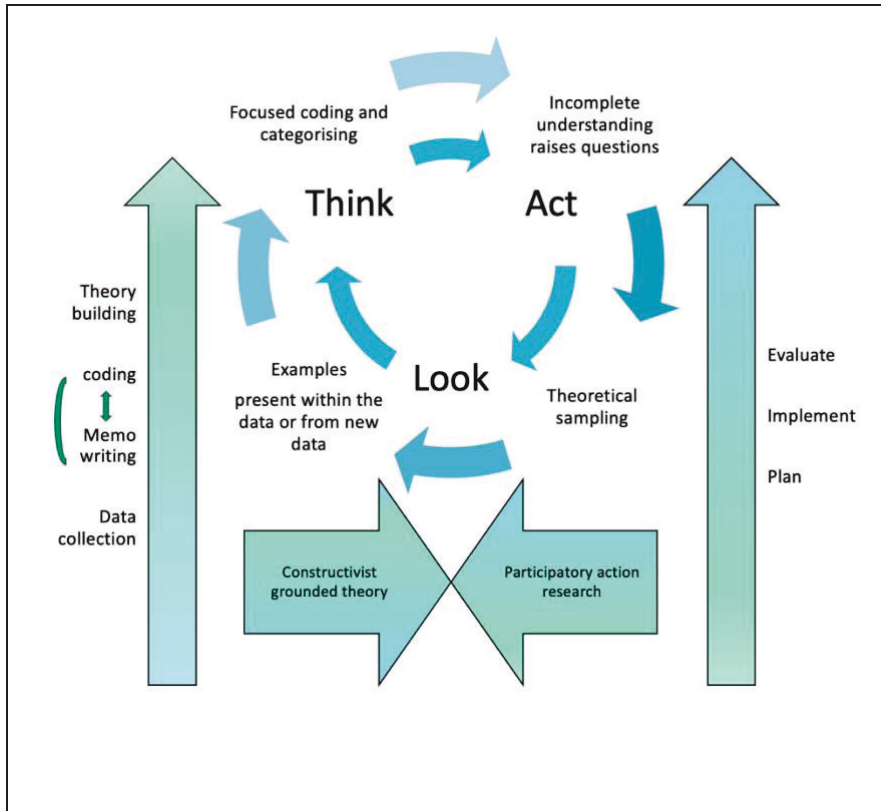 Focused coding and
categorising
Incomplete
understanding
raises questions
Think
Act
Theory
building
coding
Memo
writing
Data
collection
Examples
present within the
data or from new
data
Look
Theoretical
sampling
Evaluate
Implement
Plan
Constructivist
grounded theory
Participatory action
research